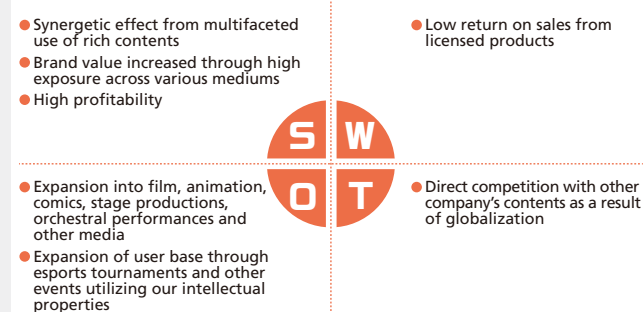 ● Synergetic effect from multifaceted
use of rich contents
● Brand value increased through high
exposure across various mediums
● High profitability
● Low return on sales from
licensed products
S W
O T
● Expansion into film, animation,
comics, stage productions,
orchestral performances and
other media
● Expansion of user base through
esports tournaments and other
events utilizing our intellectual
properties
● Direct competition with other
company's contents as a result
of globalization